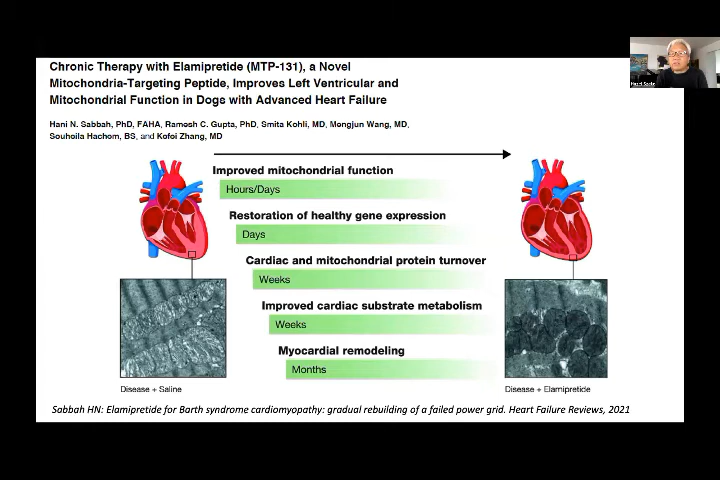 Chronic Therapy with Elamipretide (MTP-131), a Novel
Mitochondria-Targeting Peptide, Improves Left Ventricular and
Mitochondrial Function in Dogs with Advanced Heart Failure
Hani N. Sabbah, PhD, FAHA, Ramesh C. Gupta, PhD, Smita Kohli, MD, Mengjun Wang, MD,
Souheila Hachem, BS, and Kefei Zhang, MD
Improved mitochondrial function
Hours/Days
Restoration of healthy gene expression
Days
Cardiac and mitochondrial protein turnover
Weeks
Improved cardiac substrate metabolism
Weeks
Myocardial remodeling
Months
Disease + Saline
Disease + Elamipretide
Sabbah HN: Elamipretide for Barth syndrome cardiomyopathy: gradual rebuilding of a failed power grid. Heart Failure Reviews, 2021